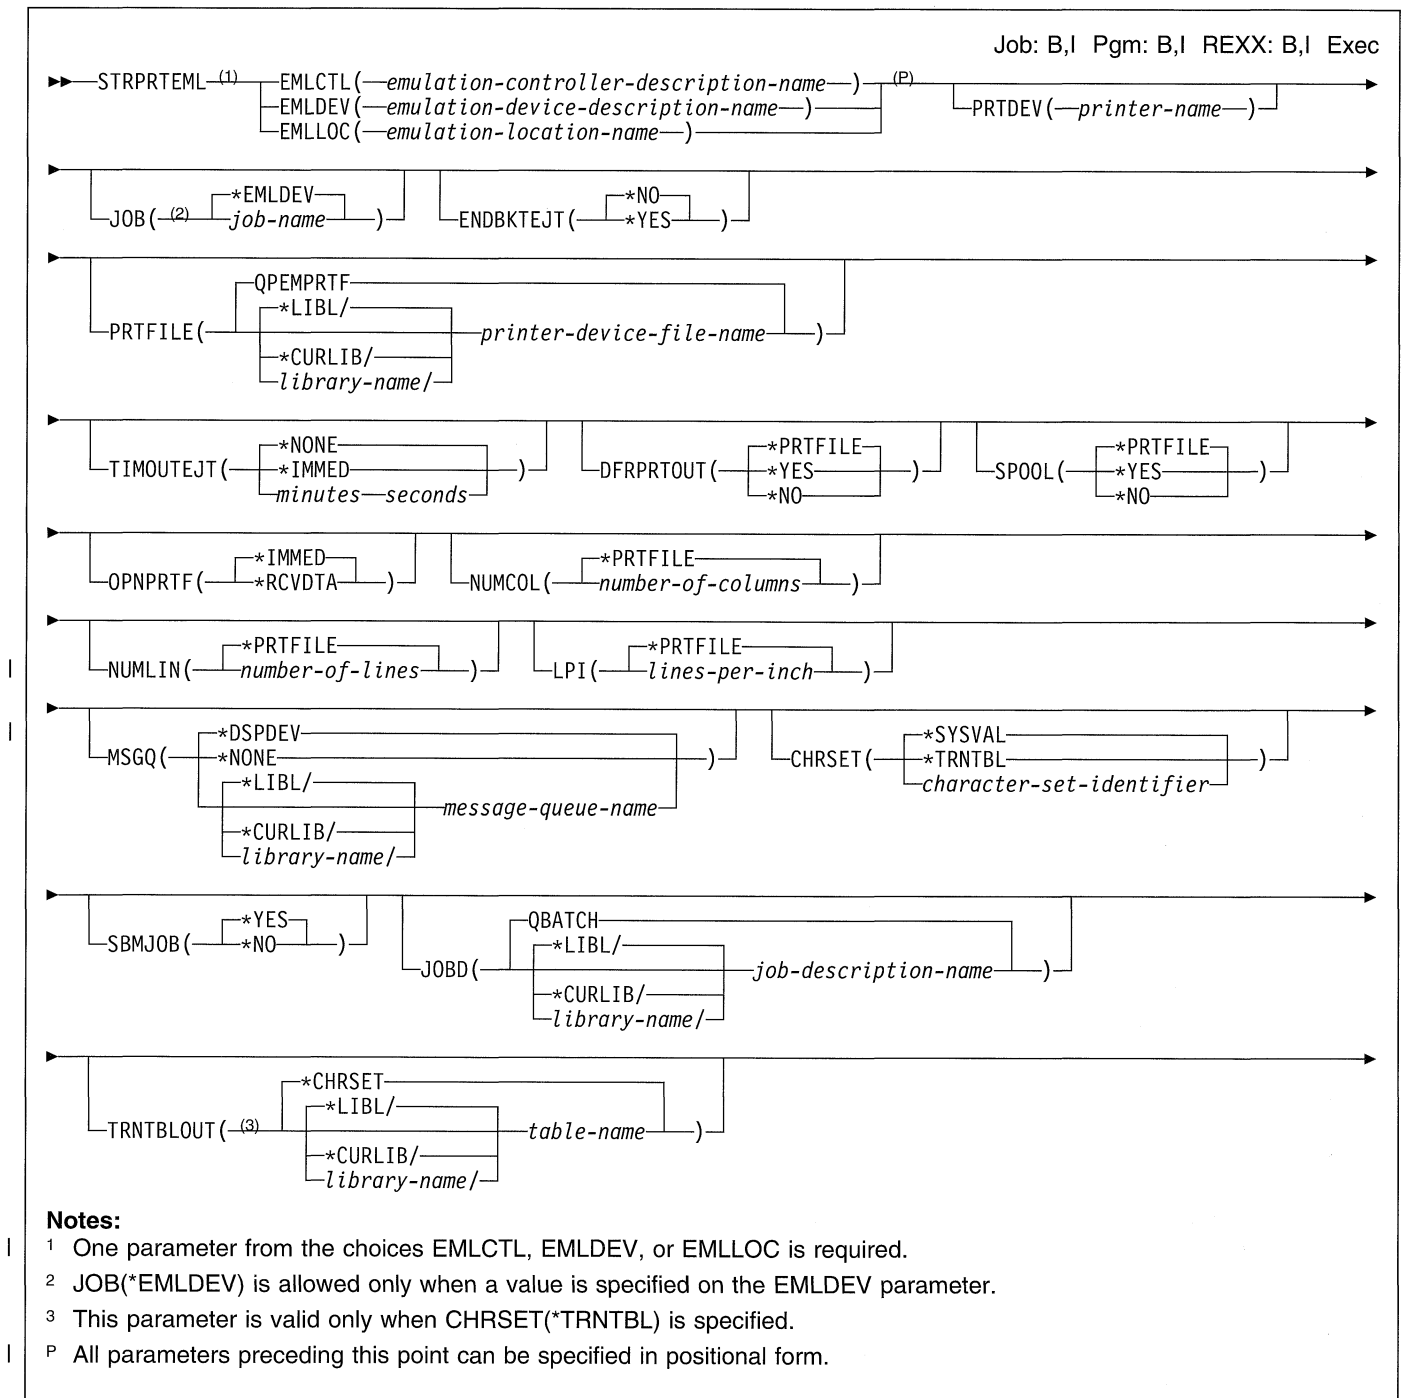 Job: B,I Pgm: B,I REXX: B,I Exec
STRPRTEML (1) EMLCTL( emulation-controller-description-name ) (P)
EMLDEV( emulation-device-description-name ) PRTDEV( printer-name )
EMLLOC( emulation-location-name )
*EMLDEV *NO
JOB( (2) job-name ) ENDBKTEJT( *YES )
QPEMPRTF
*LIBL/
PRTFILE( printer-device-file-name )
*CURLIB/
library-name/
*NONE *PRTFILE *PRTFILE
TIMOUTEJT( *IMMED ) DFRPRTOUT( *YES ) SPOOL( *YES )
minutes seconds *NO *NO
*IMMED *PRTFILE
OPNPRTF( *RCVDTA ) NUMCOL( number-of-columns )
*PRTFILE *PRTFILE
NUMLIN( number-of-lines ) LPI( lines-per-inch )
*DSPDEV *SYSVAL
MSGQ( *NONE ) CHRSET( *TRNTBL )
*LIBL/ character-set-identifier
message-queue-name
*CURLIB/
library-name/
*YES QBATCH
SBMJOB( *NO ) *LIBL/
JOBD( job-description-name )
*CURLIB/
library-name/
*CHRSET
*LIBL/
TRNTBLOUT( (3) table-name )
*CURLIB/
library-name/
Notes:
1 One parameter from the choices EMLCTL, EMLDEV, or EMLLOC is required.
2 JOB(*EMLDEV) is allowed only when a value is specified on the EMLDEV parameter.
3 This parameter is valid only when CHRSET(*TRNTBL) is specified.
P All parameters preceding this point can be specified in positional form.